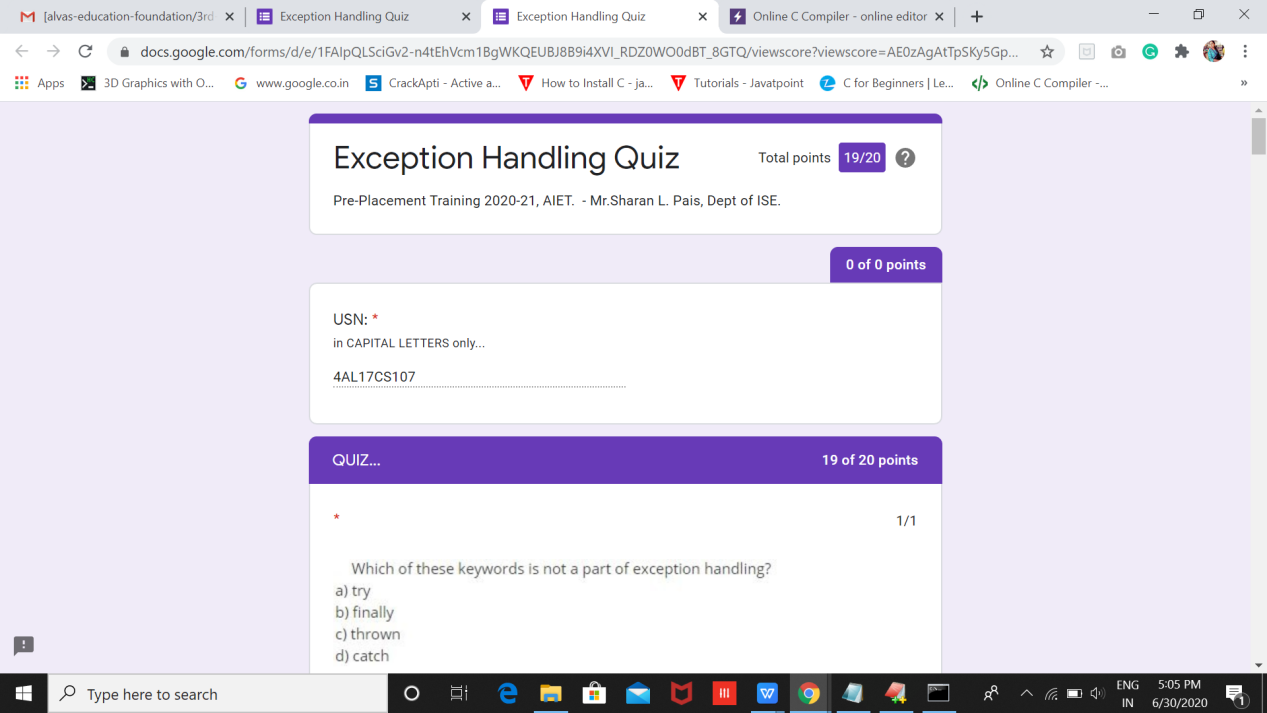 [alvas-education-foundation/3rd
Exception Handling Quiz
Exception Handling Quiz
Online C Compiler - online editor
docs.google.com/forms/d/e/1FAIpQLSciGv2-n4tEhVcm1BgWKQEUBJ8B9i4XVI_RDZ0WO0dBT_8GTQ/viewscore?viewscore=AE0zAgAtTpSKy5Gp...
Apps
3D Graphics with O...
www.google.co.in
CrackApti - Active a...
How to Install C - ja...
Tutorials - Javatpoint
C for Beginners | Le...
Online C Compiler -...
»
Exception Handling Quiz
Total points 19/20 ?
Pre-Placement Training 2020-21, AIET. - Mr.Sharan L. Pais, Dept of ISE.
0 of 0 points
USN: *
in CAPITAL LETTERS only...
4AL17CS107
QUIZ...
19 of 20 points
*
1/1
Which of these keywords is not a part of exception handling?
a) try
b) finally
c) thrown
d) catch
Type here to search
ENG
IN
5:05 PM
6/30/2020
1